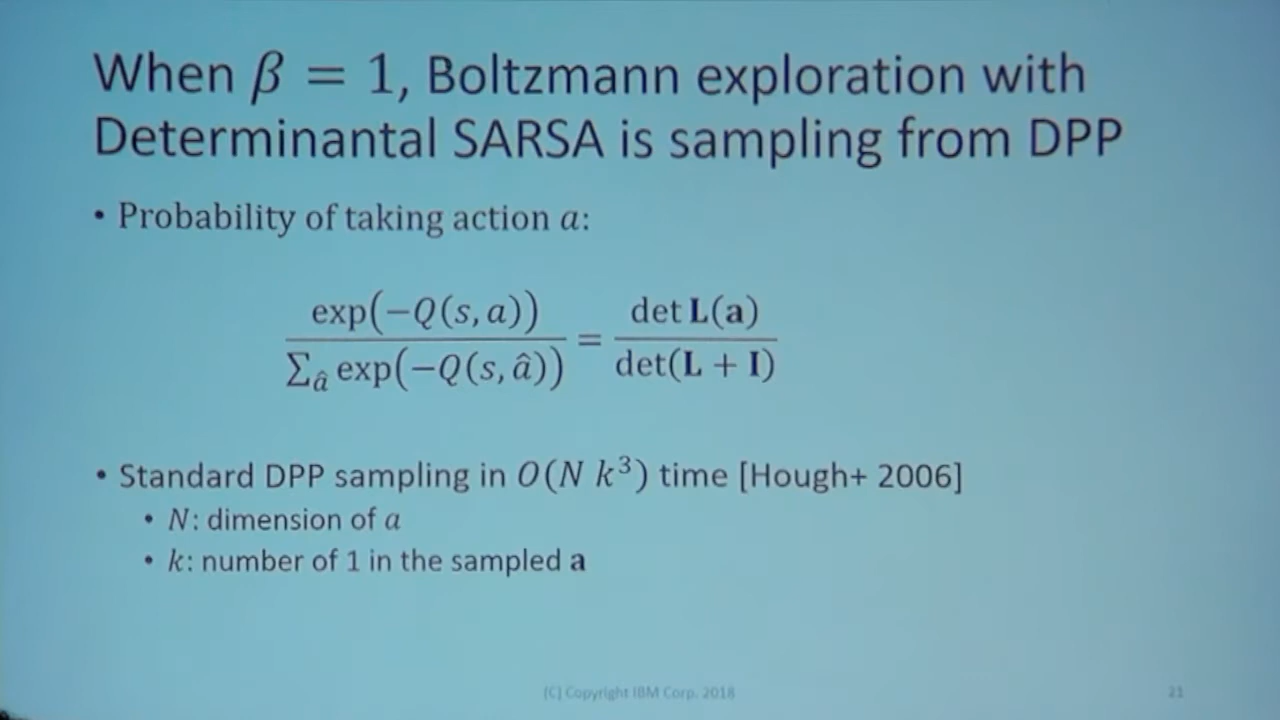 When β = 1, Boltzmann exploration with
Determinantal SARSA is sampling from DPP
• Probability of taking action a:
exp(−Q(s, a)) / ∑â exp(−Q(s, â)) = det L(a) / det(L + I)
• Standard DPP sampling in O(N k³) time [Hough+ 2006]
• N: dimension of a
• k: number of 1 in the sampled a
(C) Copyright IBM Corp. 2018
21